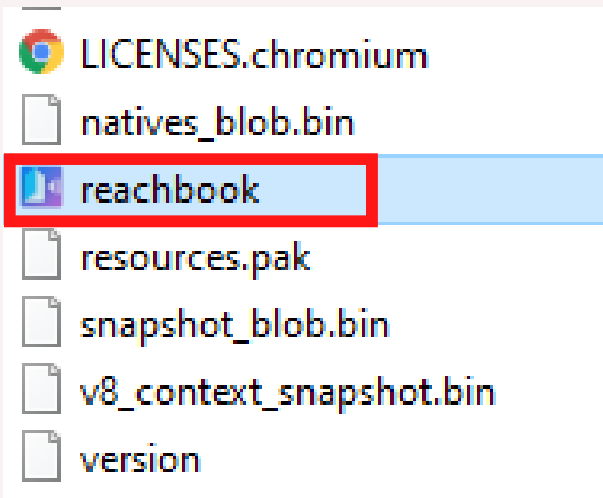 LICENSES.chromium
natives_blob.bin
reachbook
resources.pak
snapshot_blob.bin
v8_context_snapshot.bin
version